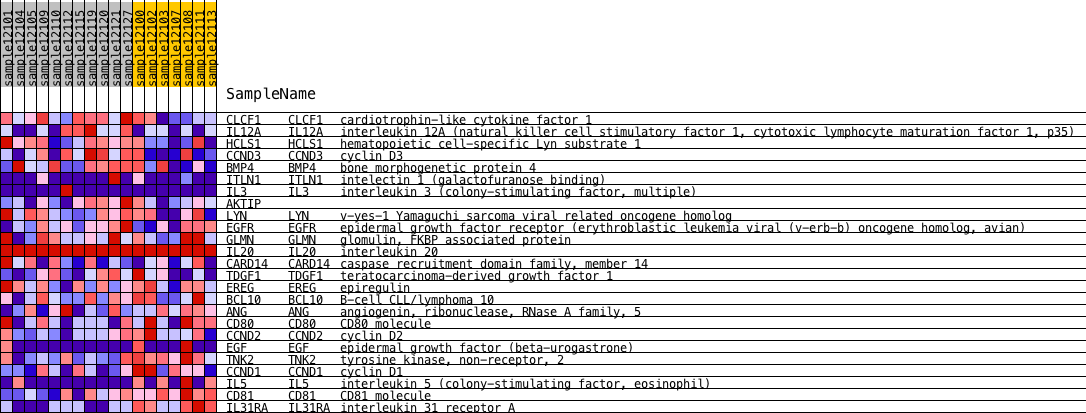 sample12101
sample12104
sample12105
sample12109
sample12110
sample12112
sample12115
sample12119
sample12120
sample12121
sample12127
sample12100
sample12102
sample12103
sample12107
sample12108
sample12111
sample12113
SampleName
CLCF1 CLCF1 cardiotrophin-like cytokine factor 1
IL12A IL12A interleukin 12A (natural killer cell stimulatory factor 1, cytotoxic lymphocyte maturation factor 1, p35)
HCLS1 HCLS1 hematopoietic cell-specific Lyn substrate 1
CCND3 CCND3 cyclin D3
BMP4 BMP4 bone morphogenetic protein 4
ITLN1 ITLN1 intelectin 1 (galactofuranose binding)
IL3 IL3 interleukin 3 (colony-stimulating factor, multiple)
AKTIP
LYN LYN v-yes-1 Yamaguchi sarcoma viral related oncogene homolog
EGFR EGFR epidermal growth factor receptor (erythroblastic leukemia viral (v-erb-b) oncogene homolog, avian)
GLMN GLMN glomulin, FKBP associated protein
IL20 IL20 interleukin 20
CARD14 CARD14 caspase recruitment domain family, member 14
TDGF1 TDGF1 teratocarcinoma-derived growth factor 1
EREG EREG epiregulin
BCL10 BCL10 B-cell CLL/lymphoma 10
ANG ANG angiogenin, ribonuclease, RNase A family, 5
CD80 CD80 CD80 molecule
CCND2 CCND2 cyclin D2
EGF EGF epidermal growth factor (beta-urogastrone)
TNK2 TNK2 tyrosine kinase, non-receptor, 2
CCND1 CCND1 cyclin D1
IL5 IL5 interleukin 5 (colony-stimulating factor, eosinophil)
CD81 CD81 CD81 molecule
IL31RA IL31RA interleukin 31 receptor A